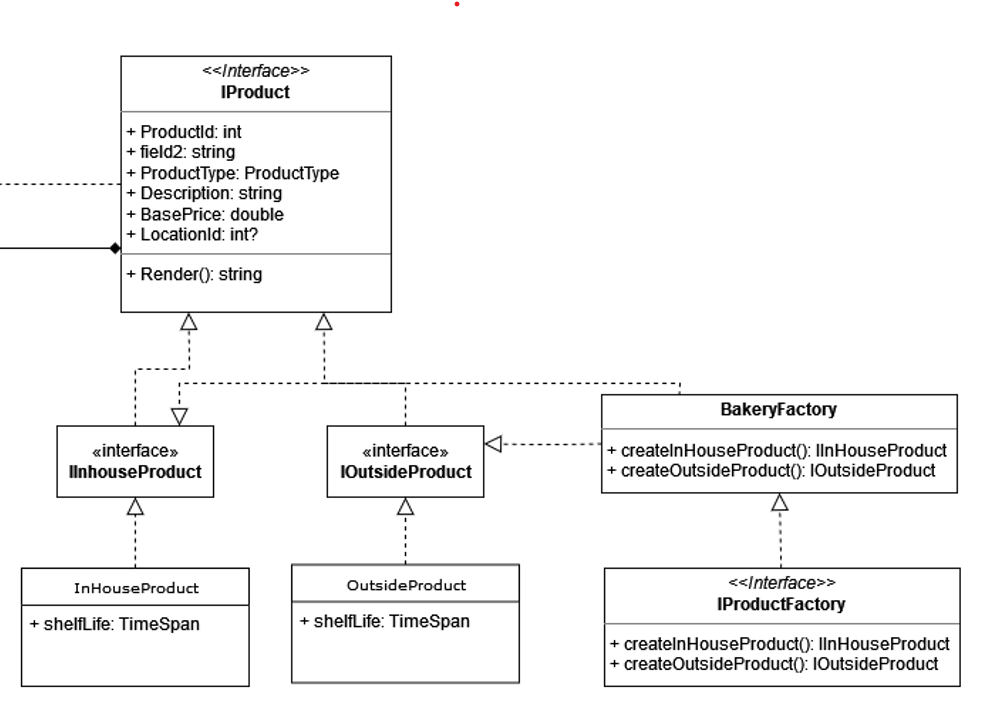 <<Interface>>
IProduct
+ ProductId: int
+ field2: string
+ ProductType: ProductType
+ Description: string
+ BasePrice: double
+ LocationId: int?
+ Render(): string
«interface»
IInhouseProduct
«interface»
IOutsideProduct
BakeryFactory
+ createInHouseProduct(): IInHouseProduct
+ createOutsideProduct(): IOutsideProduct
InHouseProduct
+ shelfLife: TimeSpan
OutsideProduct
+ shelfLife: TimeSpan
<<Interface>>
IProductFactory
+ createInHouseProduct(): IInHouseProduct
+ createOutsideProduct(): IOutsideProduct